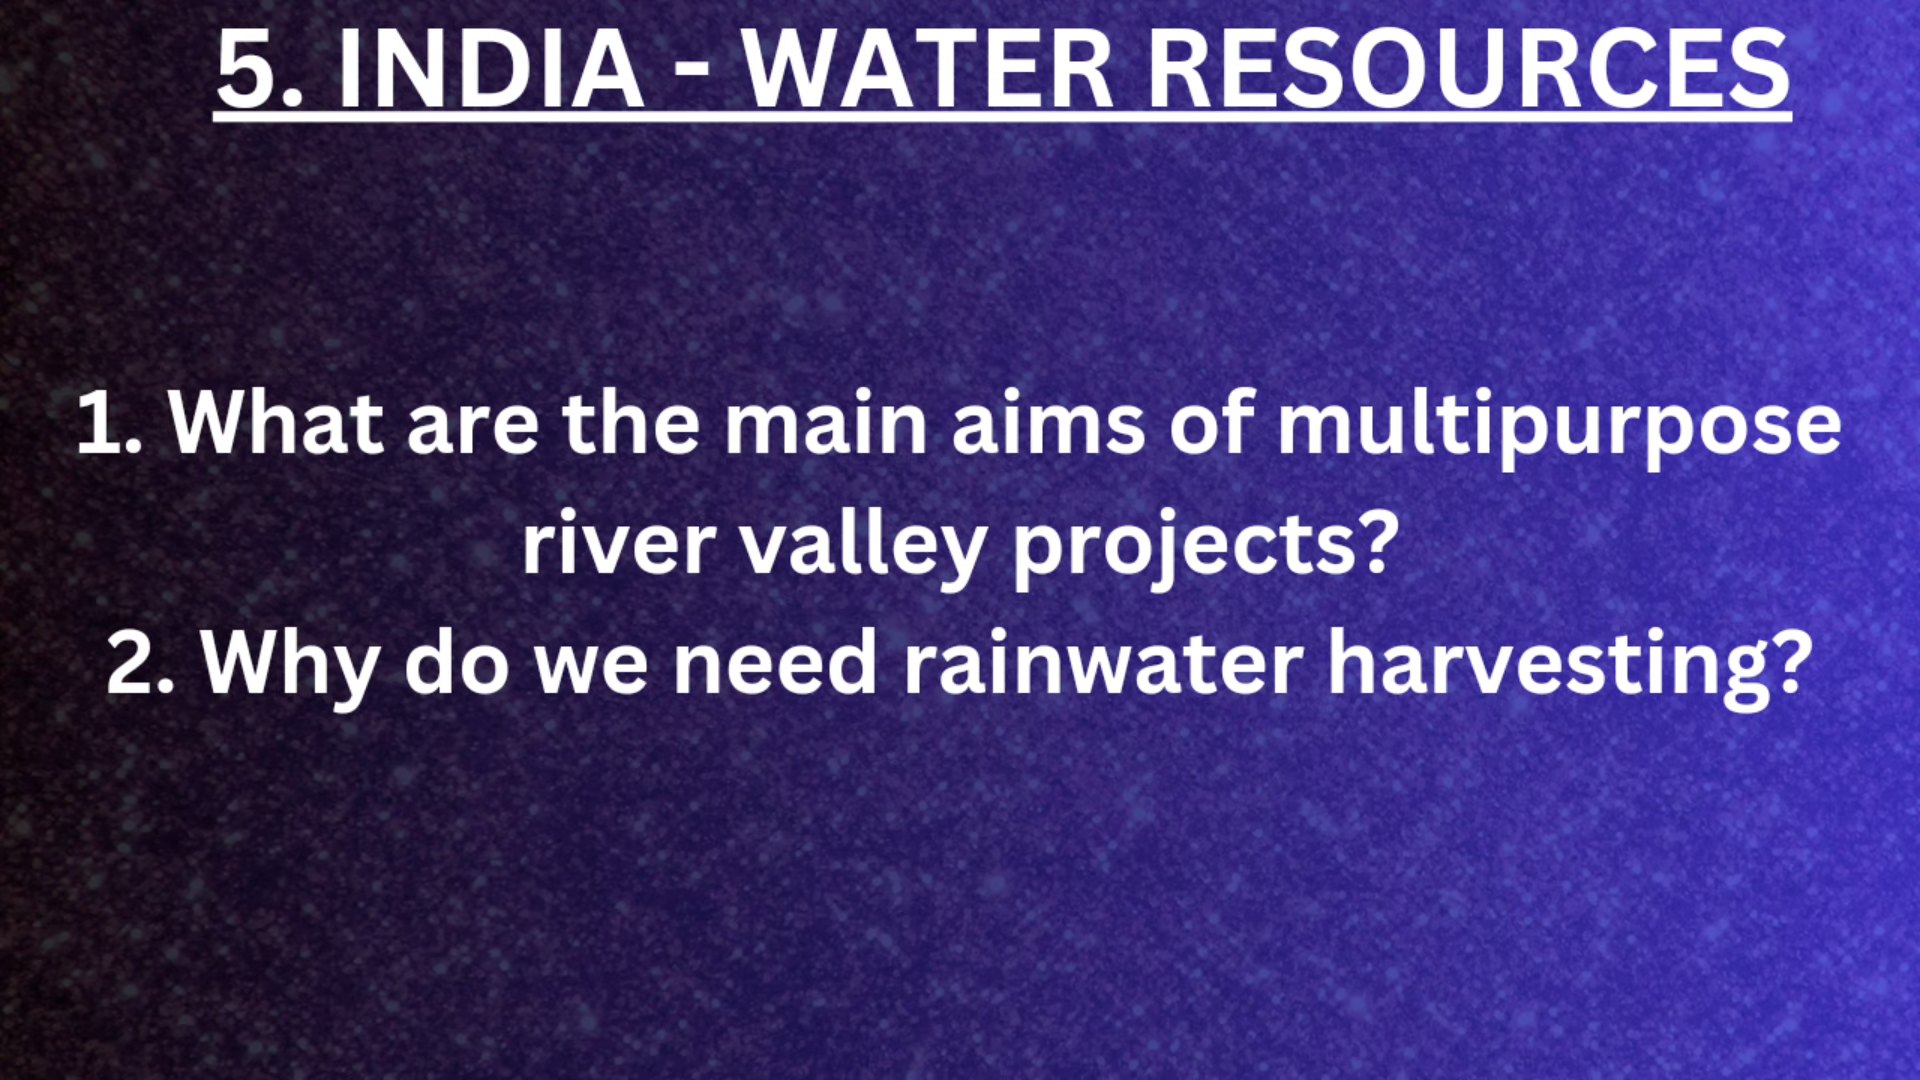 5. INDIA - WATER RESOURCES
1. What are the main aims of multipurpose
river valley projects?
2. Why do we need rainwater harvesting?